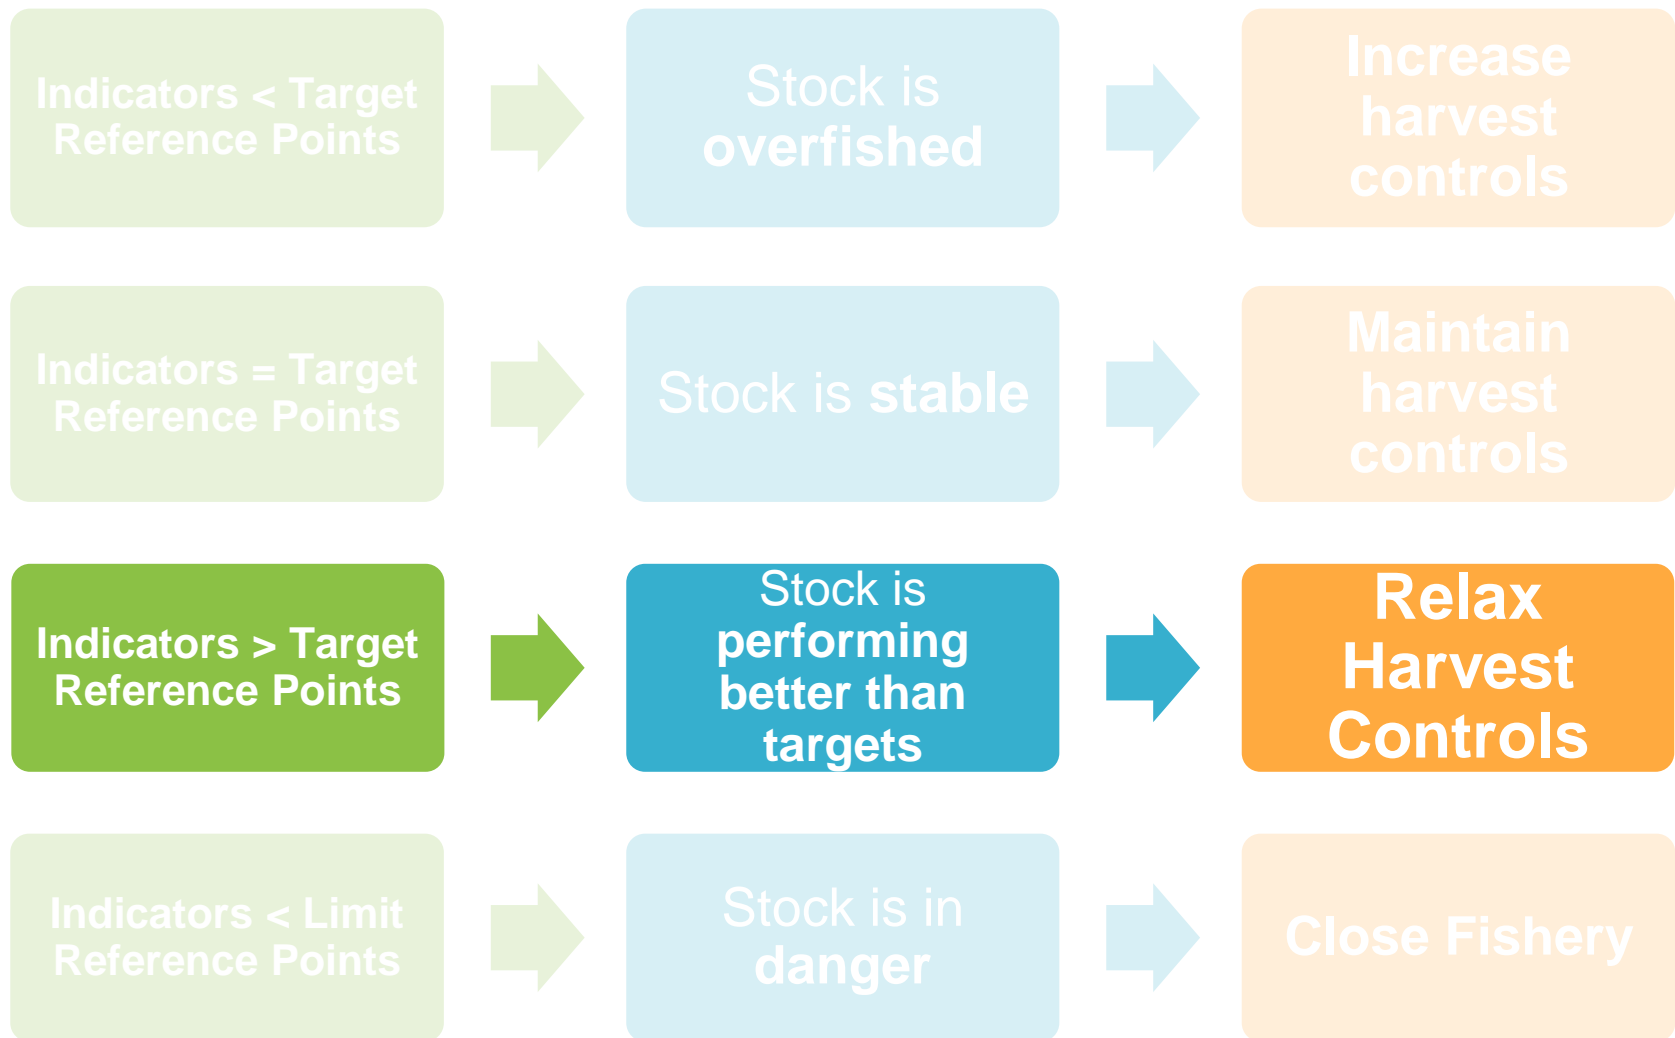 Indicators < Target
Reference Points
Stock is
overfished
Increase
harvest
controls
Indicators = Target
Reference Points
Stock is stable
Maintain
harvest
controls
Indicators > Target
Reference Points
Stock is
performing
better than
targets
Relax
Harvest
Controls
Indicators < Limit
Reference Points
Stock is in
danger
Close Fishery